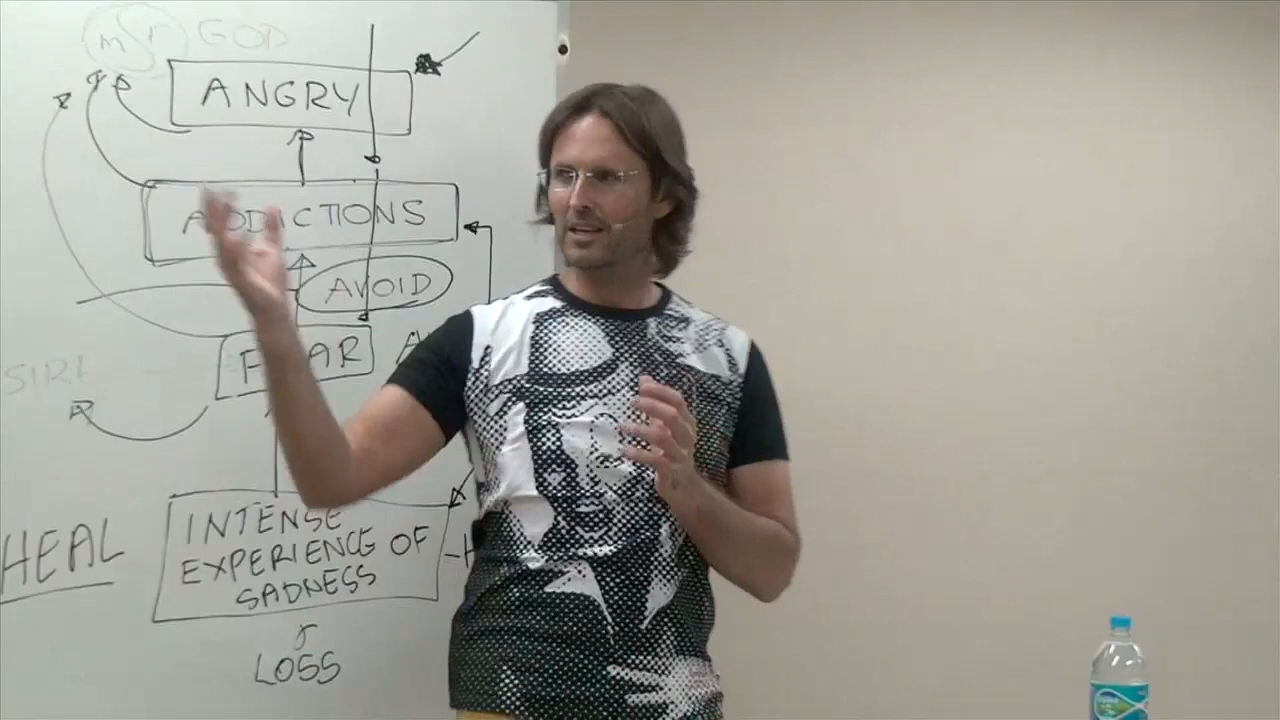 GOD
ANGRY
ADDICTIONS
AVOID
FEAR
HEAL
INTENSE
EXPERIENCE OF
SADNESS
LOSS